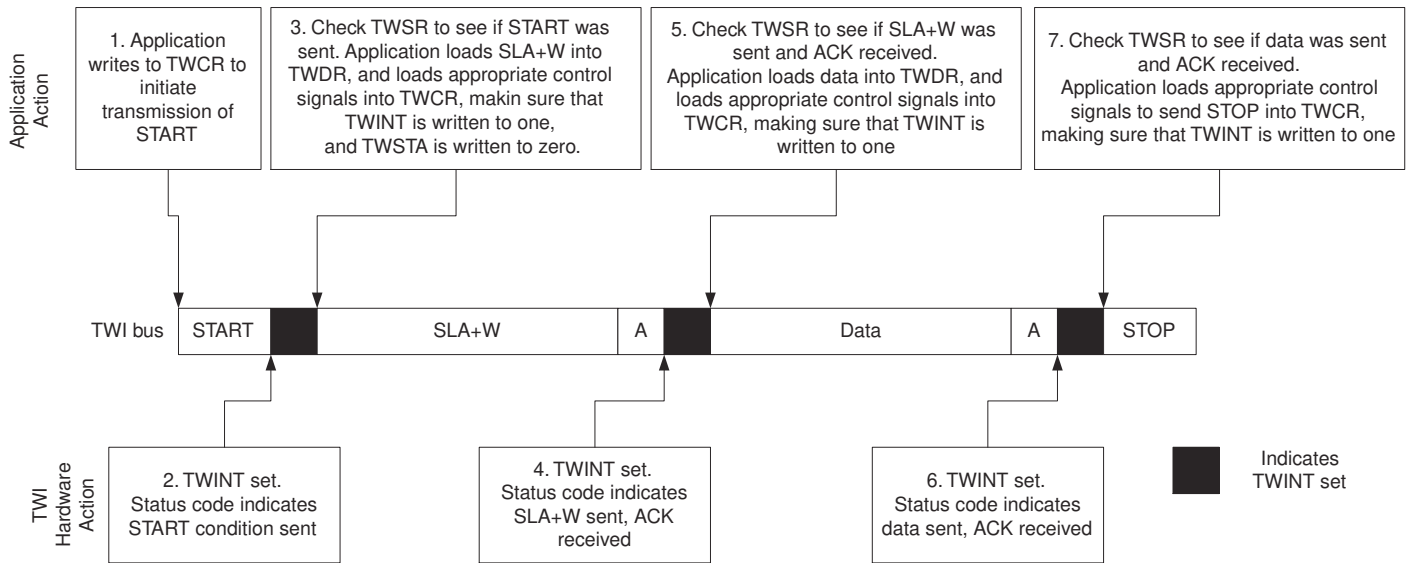 Application
Action
1. Application
writes to TWCR to
initiate
transmission of
START
3. Check TWSR to see if START was
sent. Application loads SLA+W into
TWDR, and loads appropriate control
signals into TWCR, makin sure that
TWINT is written to one,
and TWSTA is written to zero.
5. Check TWSR to see if SLA+W was
sent and ACK received.
Application loads data into TWDR, and
loads appropriate control signals into
TWCR, making sure that TWINT is
written to one
7. Check TWSR to see if data was sent
and ACK received.
Application loads appropriate control
signals to send STOP into TWCR,
making sure that TWINT is written to one
TWI bus
START
SLA+W
A
Data
A
STOP
TWI
Hardware
Action
2. TWINT set.
Status code indicates
START condition sent
4. TWINT set.
Status code indicates
SLA+W sent, ACK
received
6. TWINT set.
Status code indicates
data sent, ACK received
Indicates
TWINT set